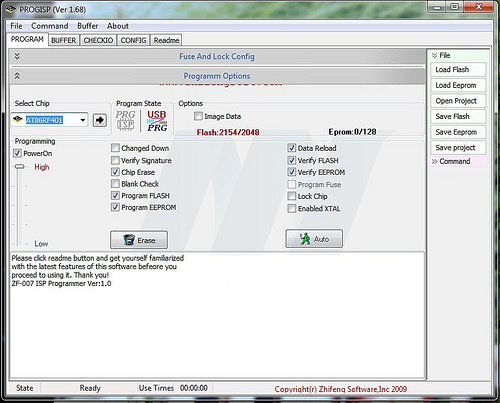 PROGISP (Ver 1.68)
File Command Buffer About
PROGRAM BUFFER CHECKIO CONFIG Readme
Fuse And Lock Config
Programm Options
File
Load Flash
Load Eeprom
Open Project
Save Flash
Save Eeprom
Save project
Command
Select Chip
AT86RF401
Program State
PRG
ISP
USB
PRG
Options
Image Data
Flash:2154/2048 Eprom:0/128
Programming
PowerOn
High
Low
Changed Down
Verify Signature
Chip Erase
Blank Check
Program FLASH
Program EEPROM
Data Reload
Verify FLASH
Verify EEPROM
Program Fuse
Lock Chip
Enabled XTAL
Erase
Auto
Please click readme button and get yourself familiarized
with the latest features of this software befeore you
proceed to using it. Thank you!
ZF-007 ISP Programmer Ver:1.0
State Ready Use Times 00:00:00 Copyright(r) Zhifeng Software,Inc 2009